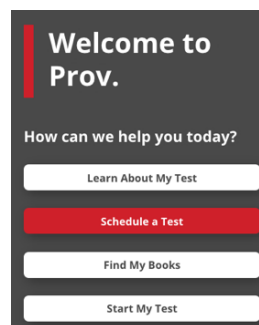 Welcome to
Prov.
How can we help you today?
Learn About My Test
Schedule a Test
Find My Books
Start My Test